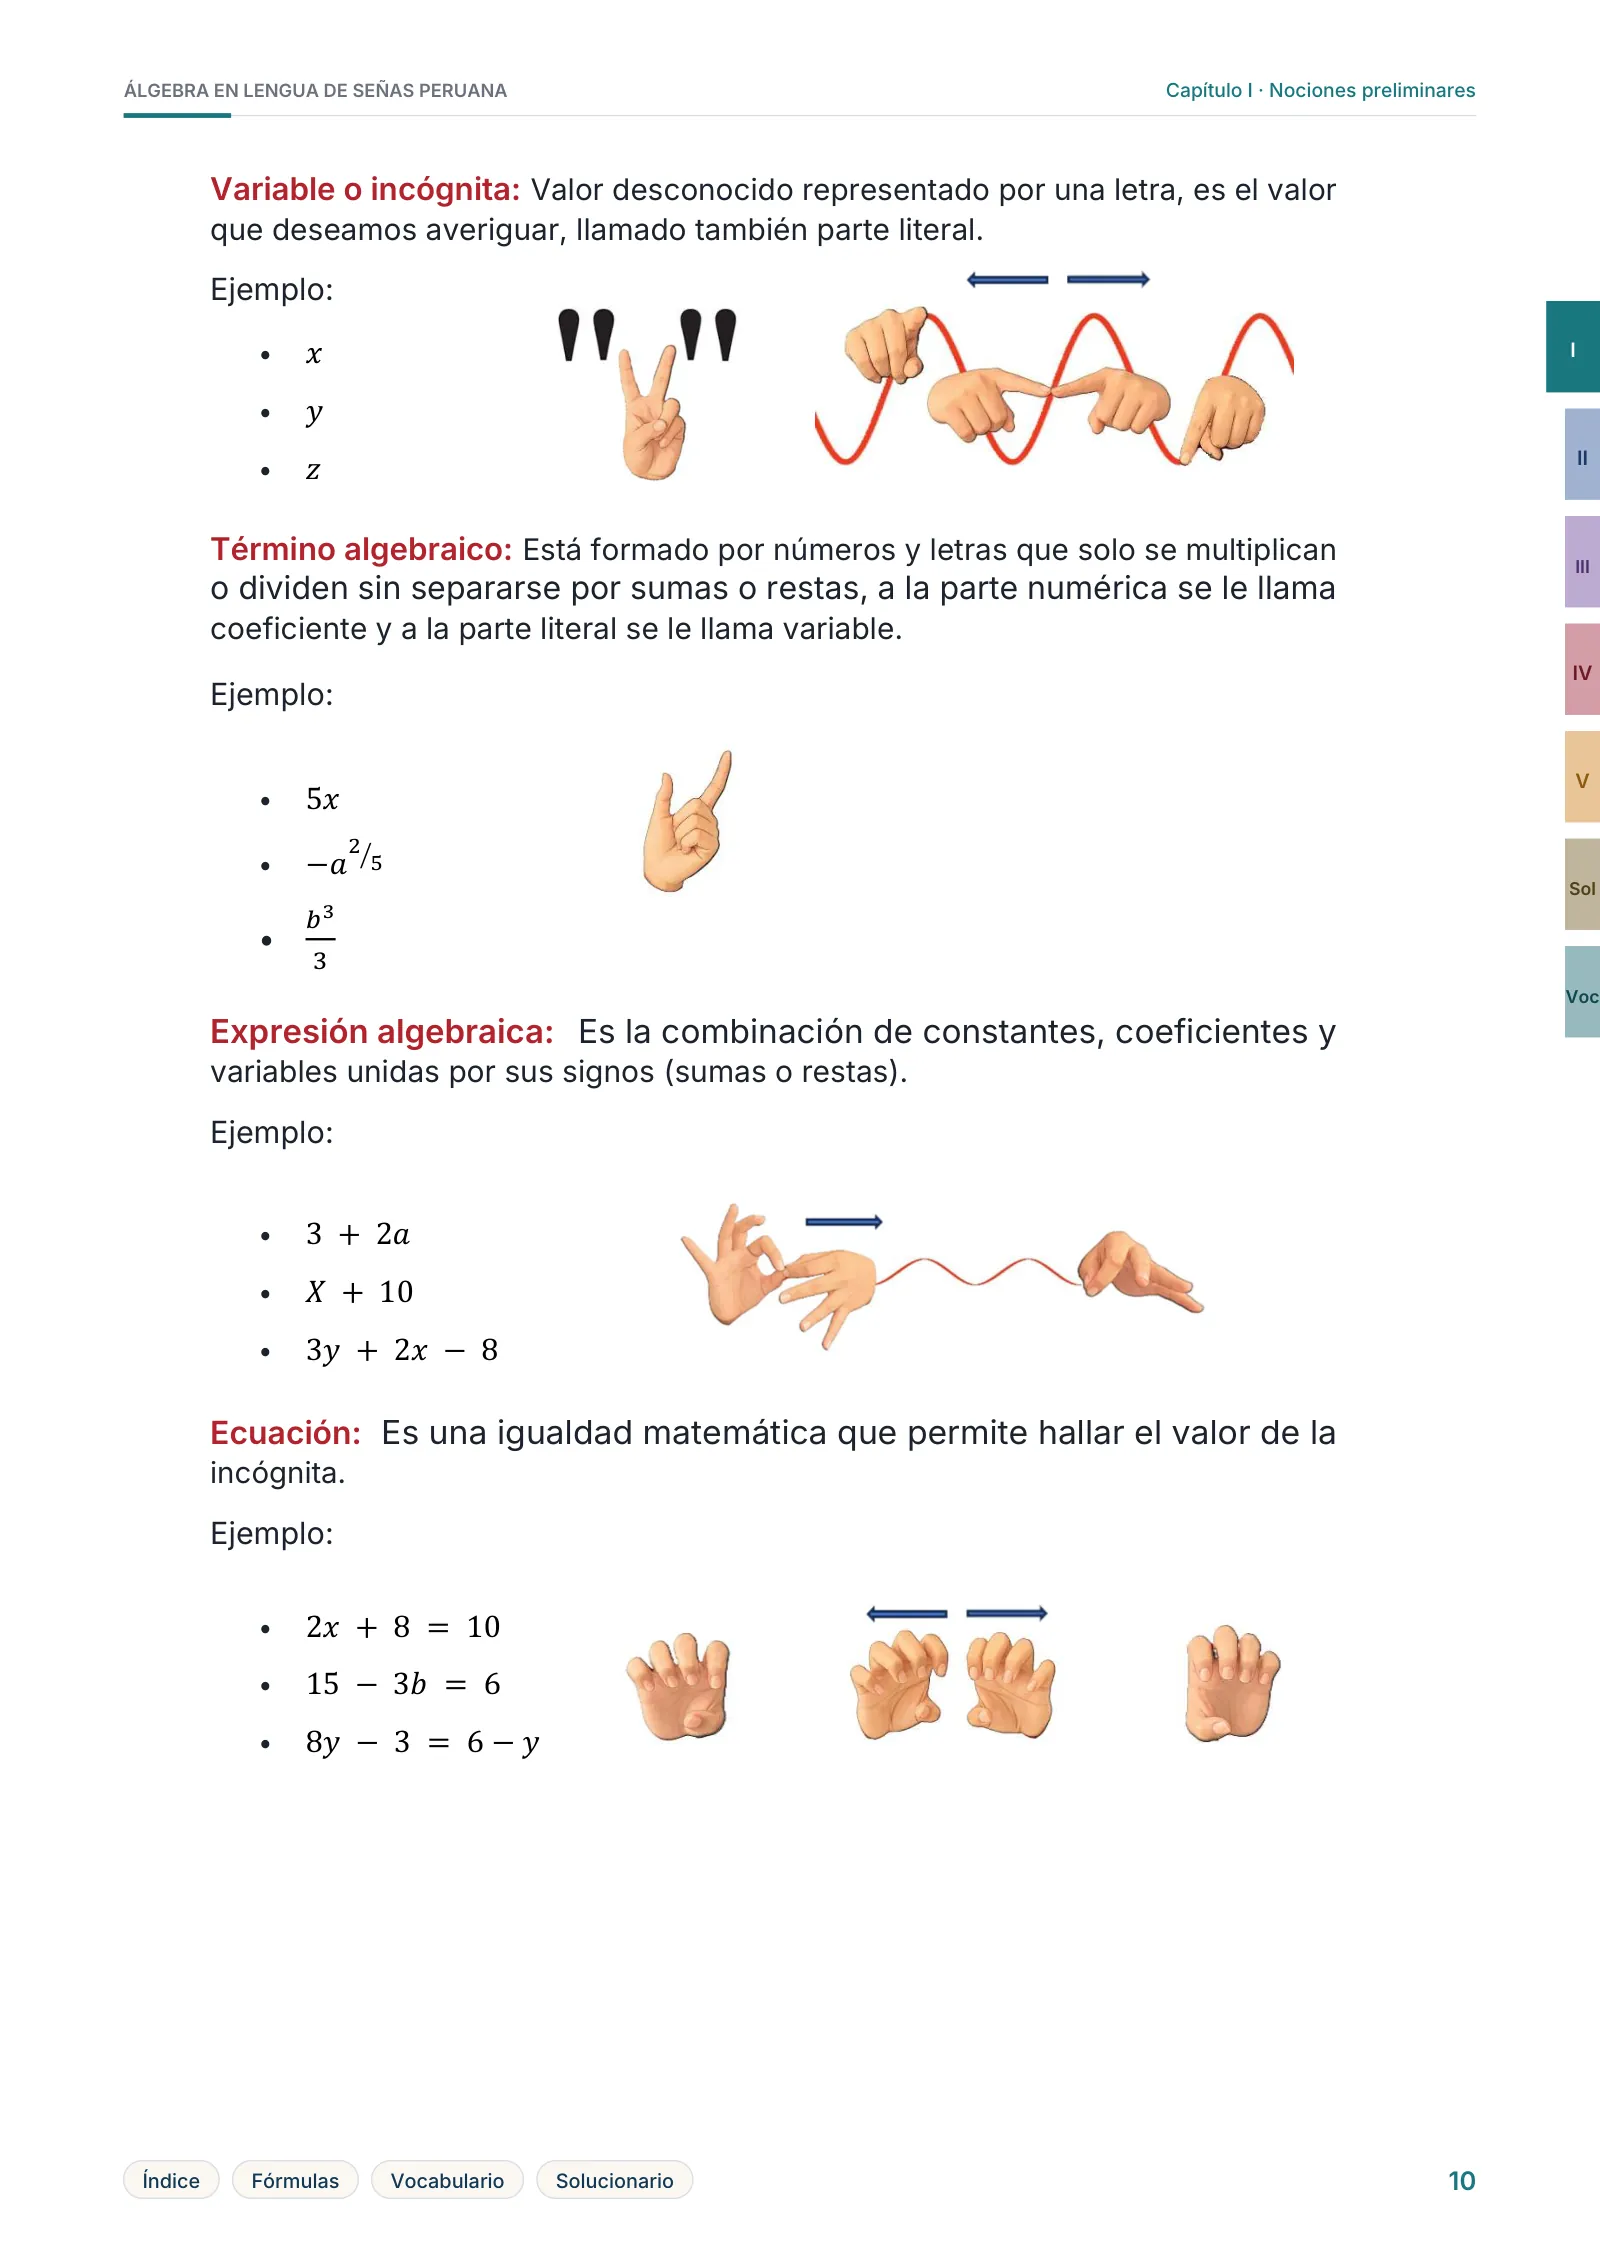 ÁLGEBRA EN LENGUA DE SEÑAS PERUANA
Capítulo I · Nociones preliminares
Variable o incógnita: Valor desconocido representado por una letra, es el valor
que deseamos averiguar, llamado también parte literal.
Ejemplo:
• x
• y
• z
" "
Término algebraico: Está formado por números y letras que solo se multiplican
o dividen sin separarse por sumas o restas, a la parte numérica se le llama
coeficiente y a la parte literal se le llama variable.
Ejemplo:
• 5x
• −a^2/5
• b^3/3
Expresión algebraica: Es la combinación de constantes, coeficientes y
variables unidas por sus signos (sumas o restas).
Ejemplo:
• 3 + 2a
• X + 10
• 3y + 2x − 8
Ecuación: Es una igualdad matemática que permite hallar el valor de la
incógnita.
Ejemplo:
• 2x + 8 = 10
• 15 − 3b = 6
• 8y − 3 = 6 − y
I
II
III
IV
V
Sol
Voc
Índice
Fórmulas
Vocabulario
Solucionario
10